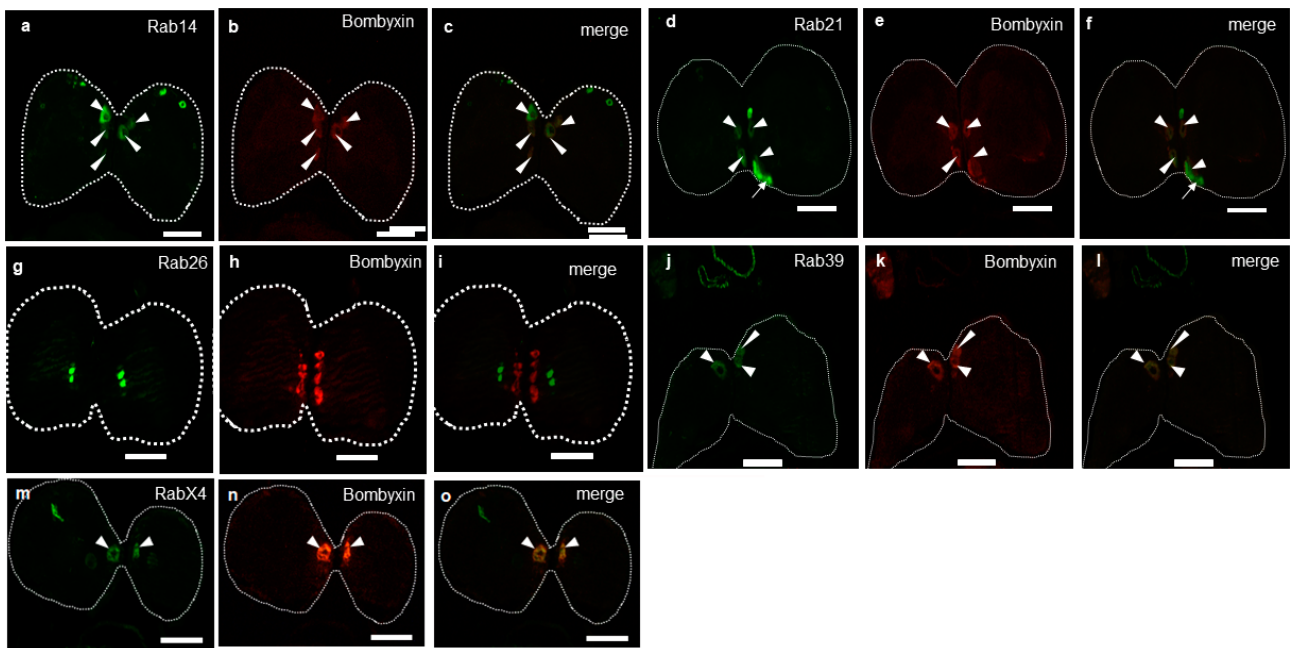 a Rab14
b Bombyxin
c merge
d Rab21
e Bombyxin
f merge
g Rab26
h Bombyxin
i merge
j Rab39
k Bombyxin
l merge
m RabX4
n Bombyxin
o merge